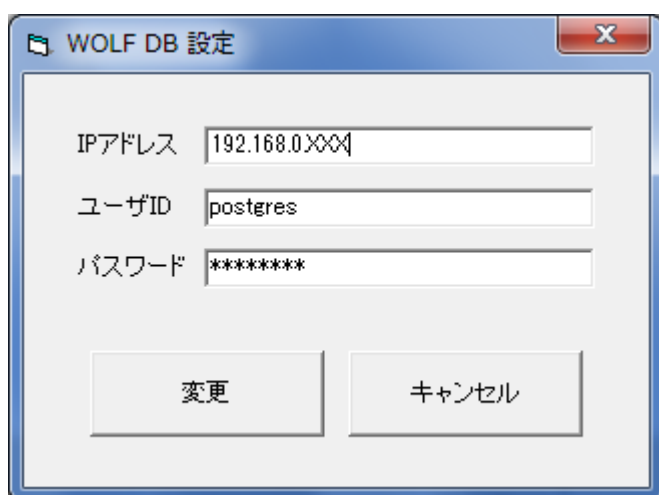 WOLF DB 設定
IPアドレス 192.168.0.XXX
ユーザID postgres
パスワード ********
変更 キャンセル